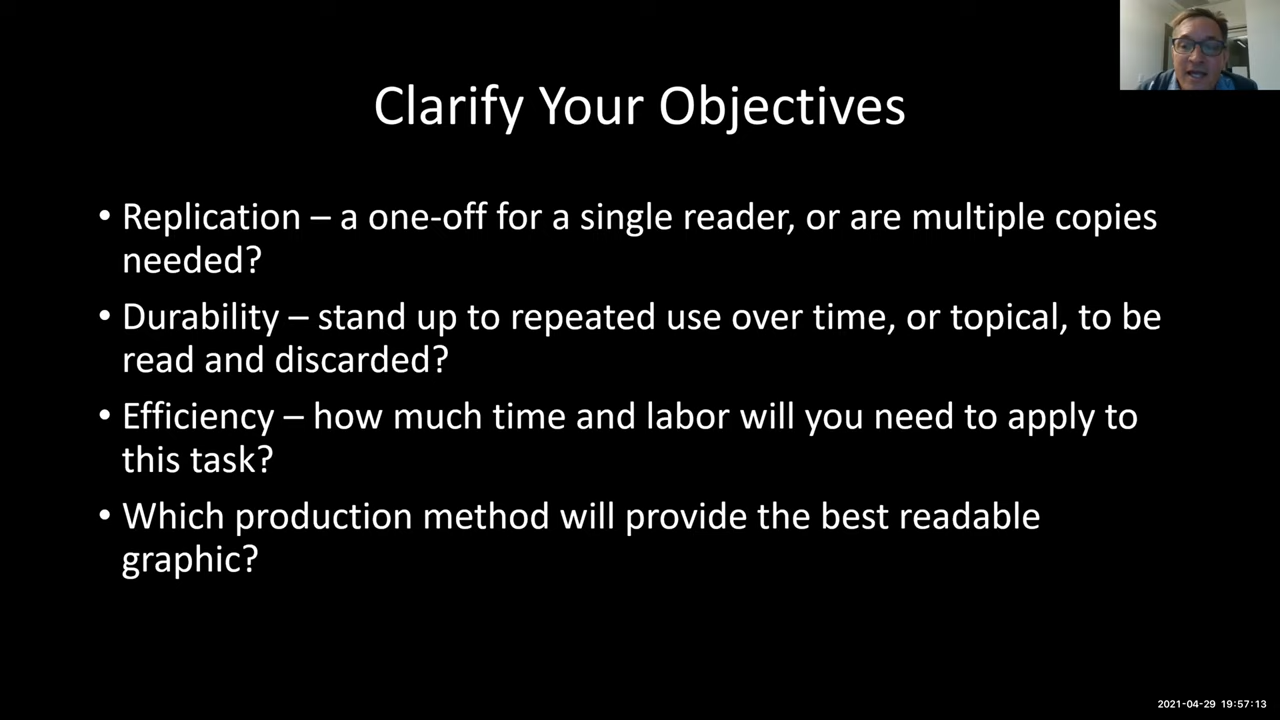 Clarify Your Objectives
• Replication – a one-off for a single reader, or are multiple copies
needed?
• Durability – stand up to repeated use over time, or topical, to be
read and discarded?
• Efficiency – how much time and labor will you need to apply to
this task?
• Which production method will provide the best readable
graphic?
2021-04-29 19:57:13